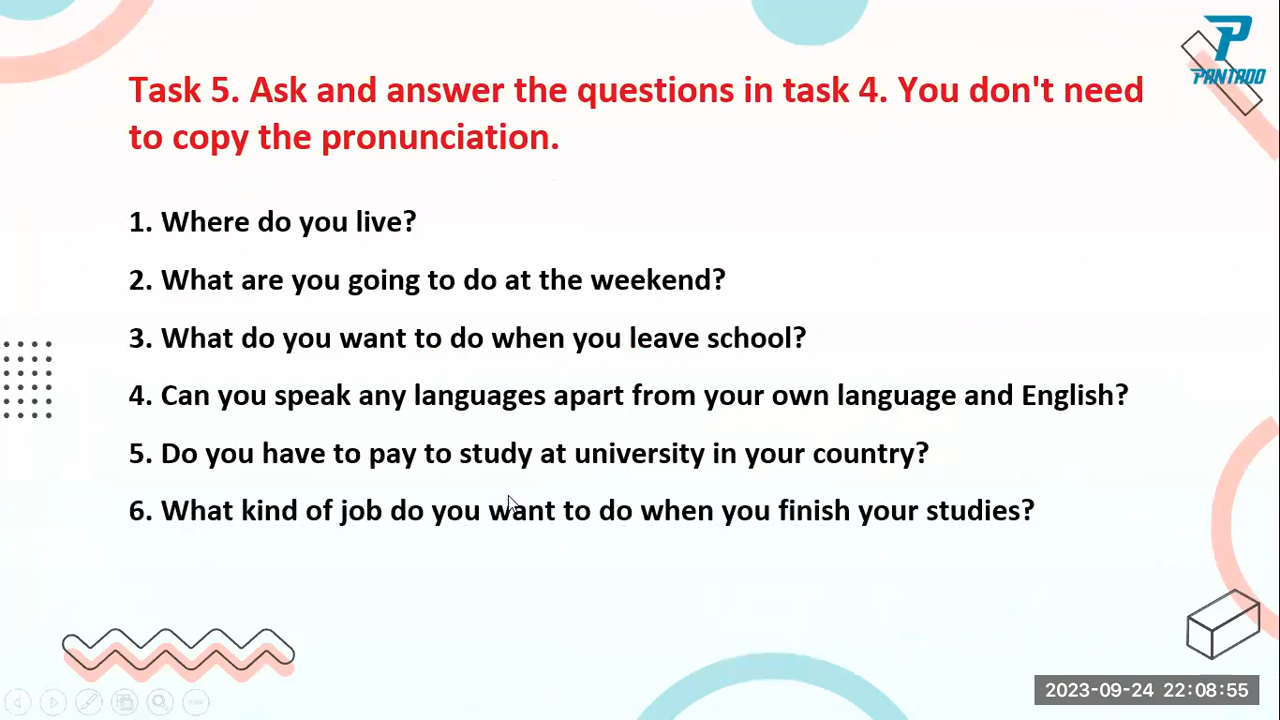 PANTADO
Task 5. Ask and answer the questions in task 4. You don't need
to copy the pronunciation.
1. Where do you live?
2. What are you going to do at the weekend?
3. What do you want to do when you leave school?
4. Can you speak any languages apart from your own language and English?
5. Do you have to pay to study at university in your country?
6. What kind of job do you want to do when you finish your studies?
2023-09-24 22:08:55